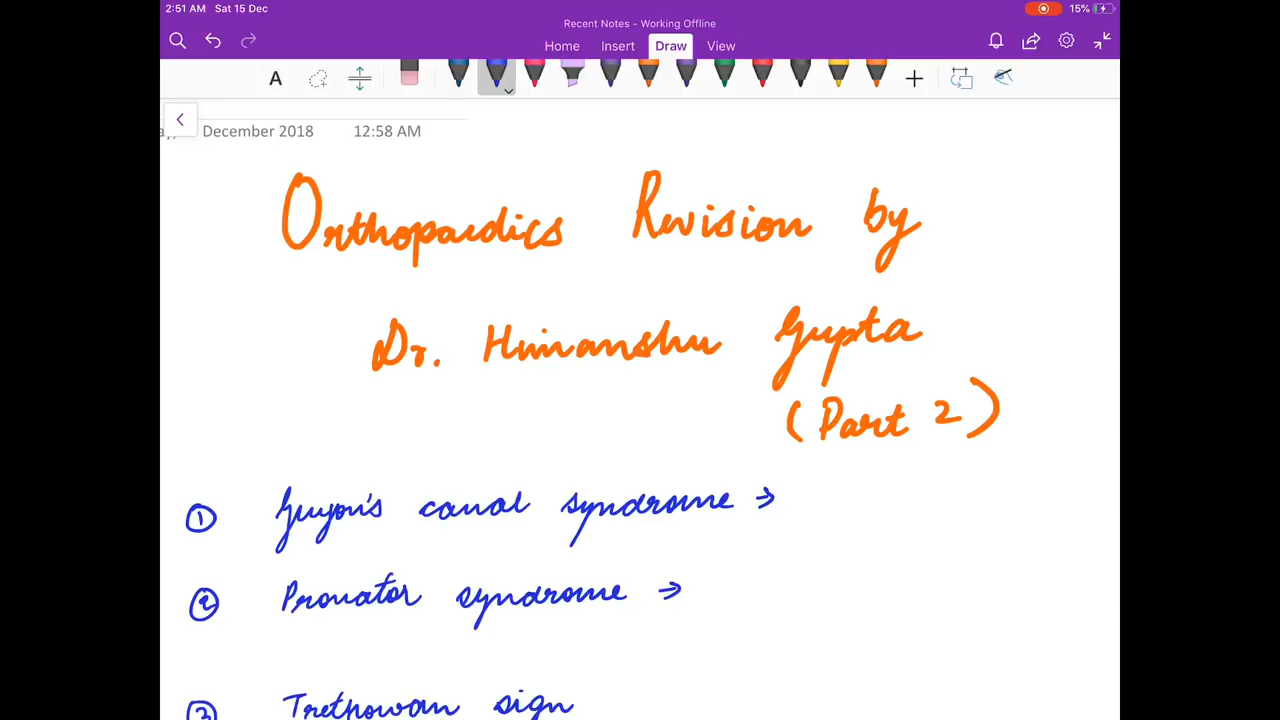 2:51 AM Sat 15 Dec
15%
Recent Notes - Working Offline
Home Insert Draw View
A
December 2018 12:58 AM
Orthopaedics Revision by
Dr. Himanshu Gupta
(Part 2)
① Guyon's canal syndrome →
② Pronator syndrome →
③ Trethowan sign